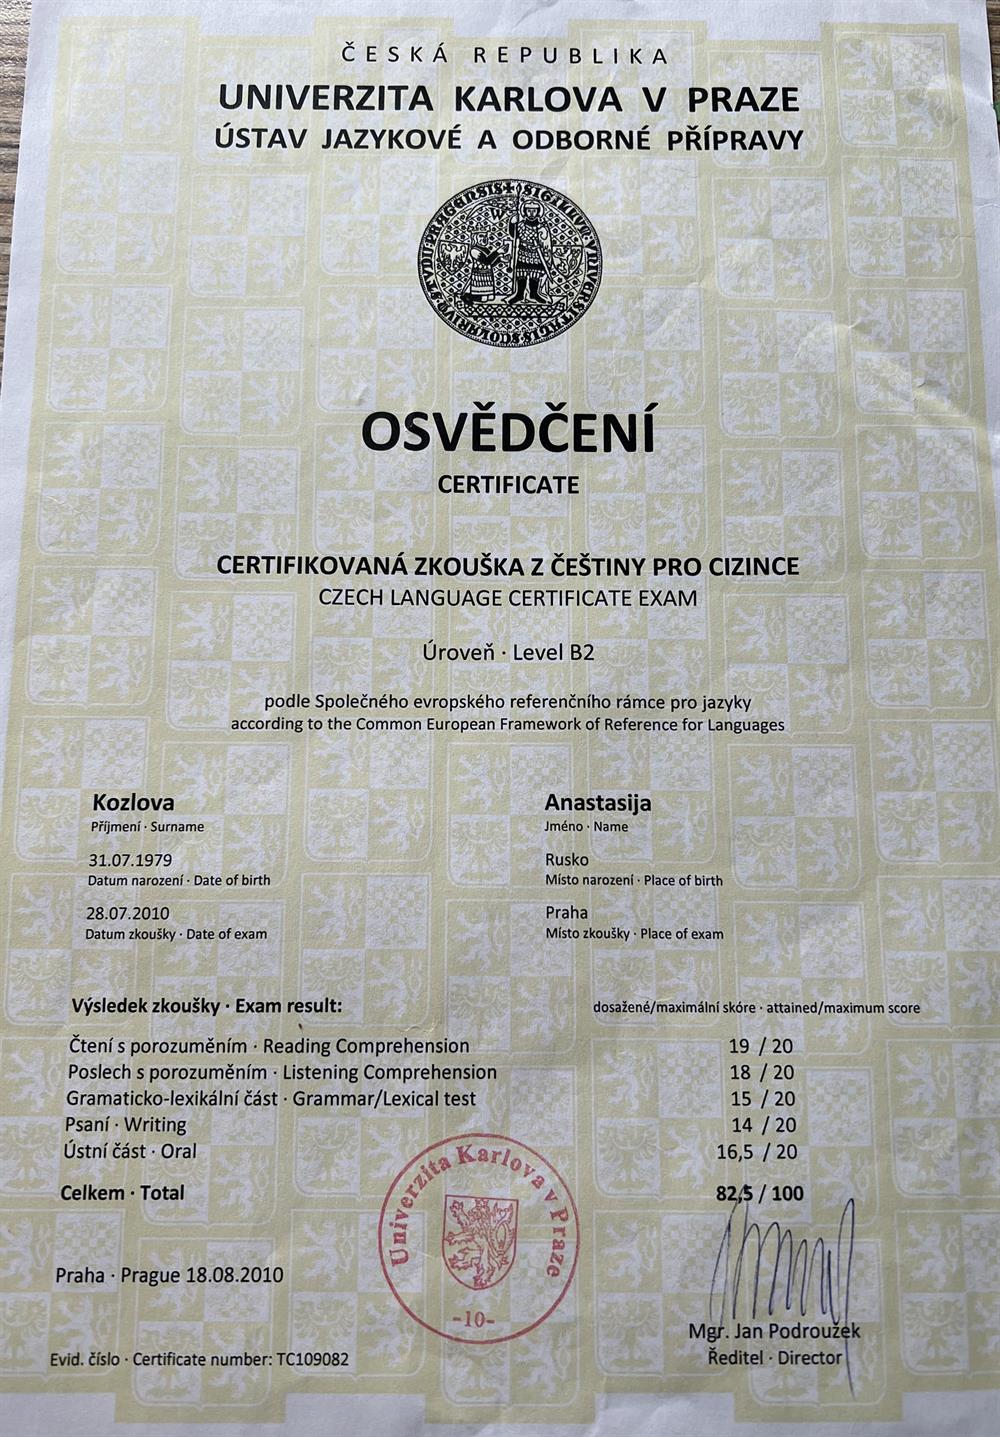 ČESKÁ REPUBLIKA
UNIVERZITA KARLOVA V PRAZE
ÚSTAV JAZYKOVÉ A ODBORNÉ PŘÍPRAVY
OSVĚDČENÍ
CERTIFICATE
CERTIFIKOVANÁ ZKOUŠKA Z ČEŠTINY PRO CIZINCE
CZECH LANGUAGE CERTIFICATE EXAM
Úroveň · Level B2
podle Společného evropského referenčního rámce pro jazyky
according to the Common European Framework of Reference for Languages
Kozlova Anastasija
Příjmení · Surname Jméno · Name
31.07.1979 Rusko
Datum narození · Date of birth Místo narození · Place of birth
28.07.2010 Praha
Datum zkoušky · Date of exam Místo zkoušky · Place of exam
Výsledek zkoušky · Exam result: dosažené/maximální skóre · attained/maximum score
Čtení s porozuměním · Reading Comprehension 19 / 20
Poslech s porozuměním · Listening Comprehension 18 / 20
Gramaticko-lexikální část · Grammar/Lexical test 15 / 20
Psaní · Writing 14 / 20
Ústní část · Oral 16,5 / 20
Celkem · Total 82,5 / 100
Univerzita Karlova v Praze
-10-
Praha · Prague 18.08.2010
Mgr. Jan Podroužek
Ředitel · Director
Evid. číslo · Certificate number: TC109082